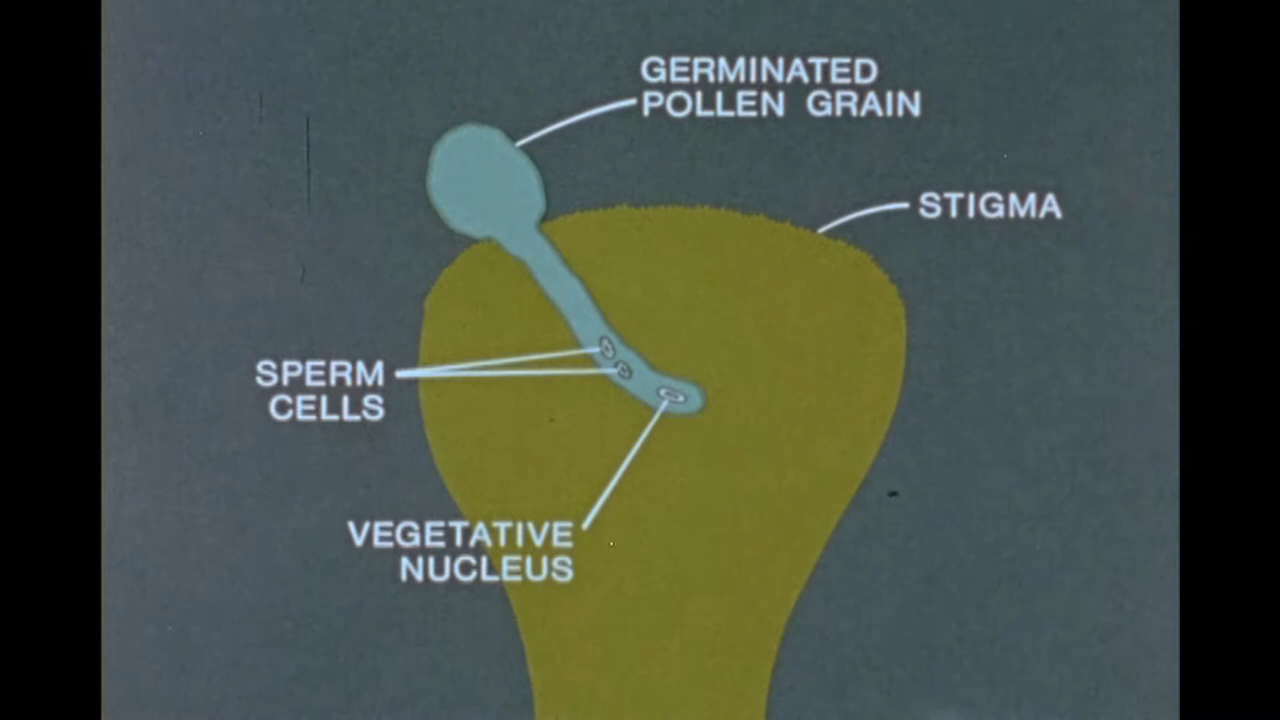 GERMINATED
POLLEN GRAIN
STIGMA
SPERM
CELLS
VEGETATIVE
NUCLEUS